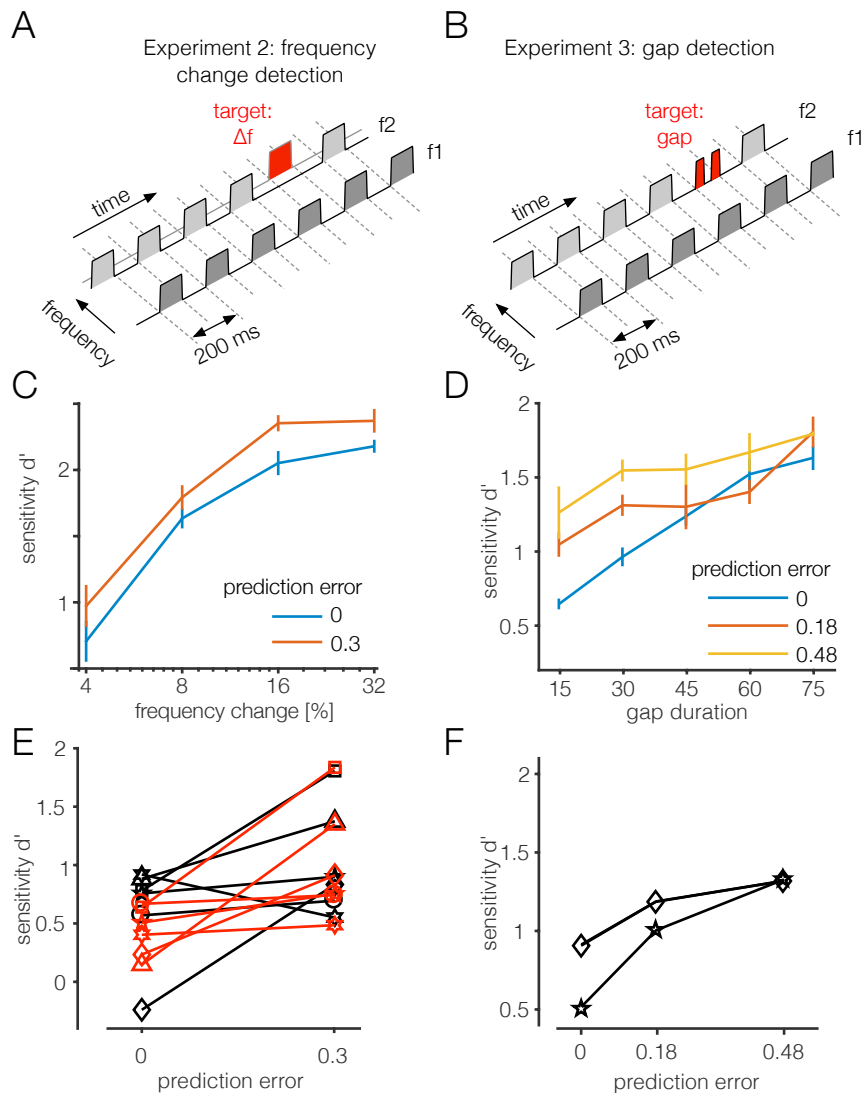 A
Experiment 2: frequency
change detection
target:
Δf
f2
f1
time
frequency
200 ms
B
Experiment 3: gap detection
target:
gap
f2
f1
time
frequency
200 ms
C
sensitivity d'
2
1
4
8
16
32
frequency change [%]
prediction error
0
0.3
D
sensitivity d'
2
1.5
1
0.5
15
30
45
60
75
gap duration
prediction error
0
0.18
0.48
E
sensitivity d'
2
1.5
1
0.5
0
0
0.3
prediction error
F
sensitivity d'
2
1.5
1
0.5
0
0.18
0.48
prediction error